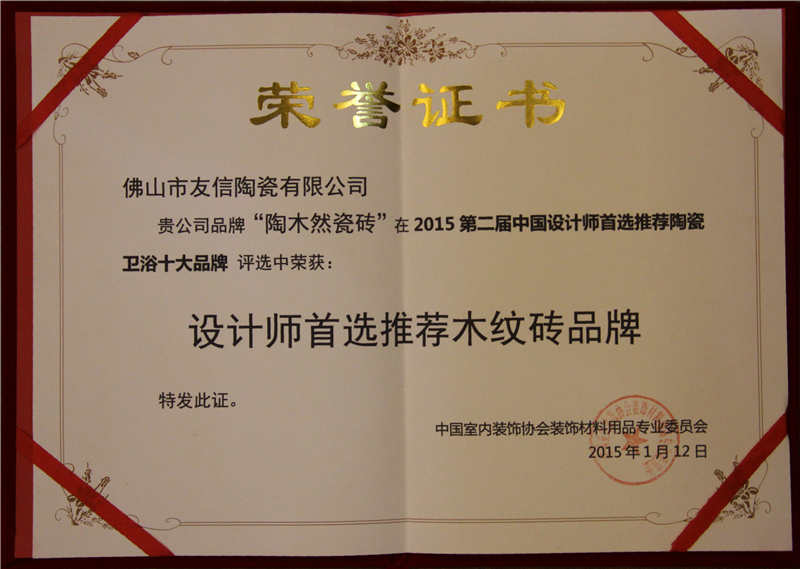 荣誉证书
佛山市友信陶瓷有限公司
贵公司品牌“陶木然瓷砖”在2015第二届中国设计师首选推荐陶瓷
卫浴十大品牌 评选中荣获：
设计师首选推荐木纹砖品牌
特发此证。
中国室内装饰协会装饰材料用品专业委员会
2015年1月12日